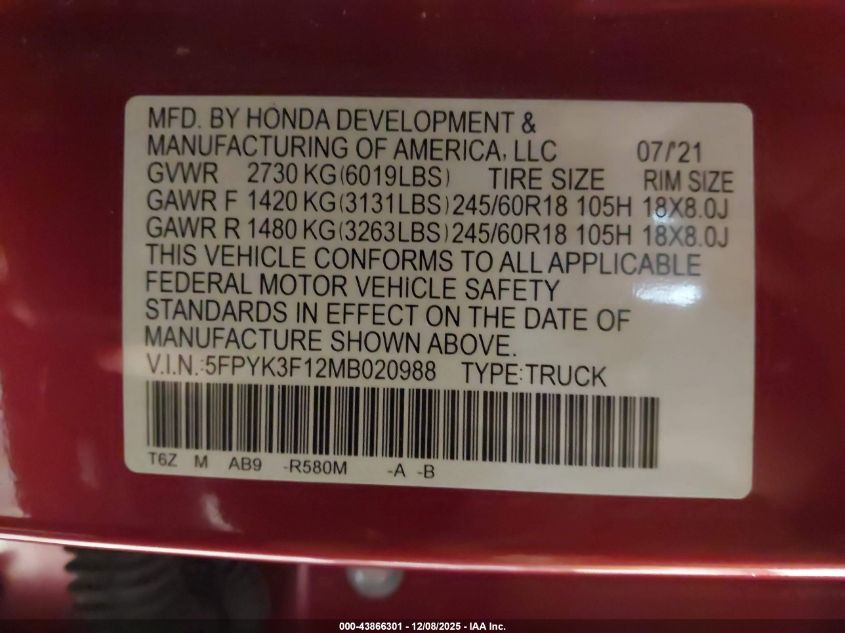 MFD. BY HONDA DEVELOPMENT &
MANUFACTURING OF AMERICA, LLC 07/'21
GVWR 2730 KG(6019LBS) TIRE SIZE RIM SIZE
GAWR F 1420 KG(3131LBS)245/60R18 105H 18X8.0J
GAWR R 1480 KG(3263LBS)245/60R18 105H 18X8.0J
THIS VEHICLE CONFORMS TO ALL APPLICABLE
FEDERAL MOTOR VEHICLE SAFETY
STANDARDS IN EFFECT ON THE DATE OF
MANUFACTURE SHOWN ABOVE.
V.I.N.:5FPYK3F12MB020988 TYPE:TRUCK
T6Z M AB9 -R580M -A -B
000-43866301 - 12/08/2025 - IAA Inc.